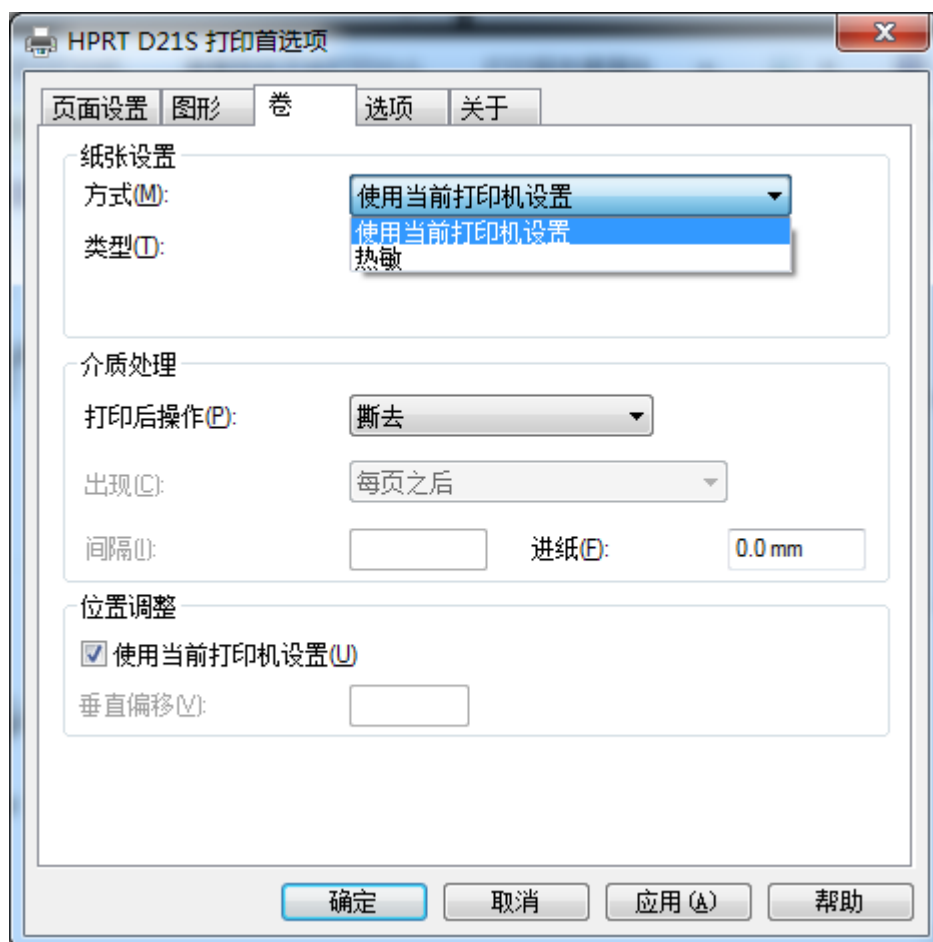 HPRT D21S 打印首选项
页面设置 图形 卷 选项 关于
纸张设置
方式(M): 使用当前打印机设置
使用当前打印机设置
类型(T): 热敏
介质处理
打印后操作(P): 撕去
出现(C): 每页之后
间隔(I): 进纸(F): 0.0 mm
位置调整
使用当前打印机设置(U)
垂直偏移(V):
确定 取消 应用(A) 帮助